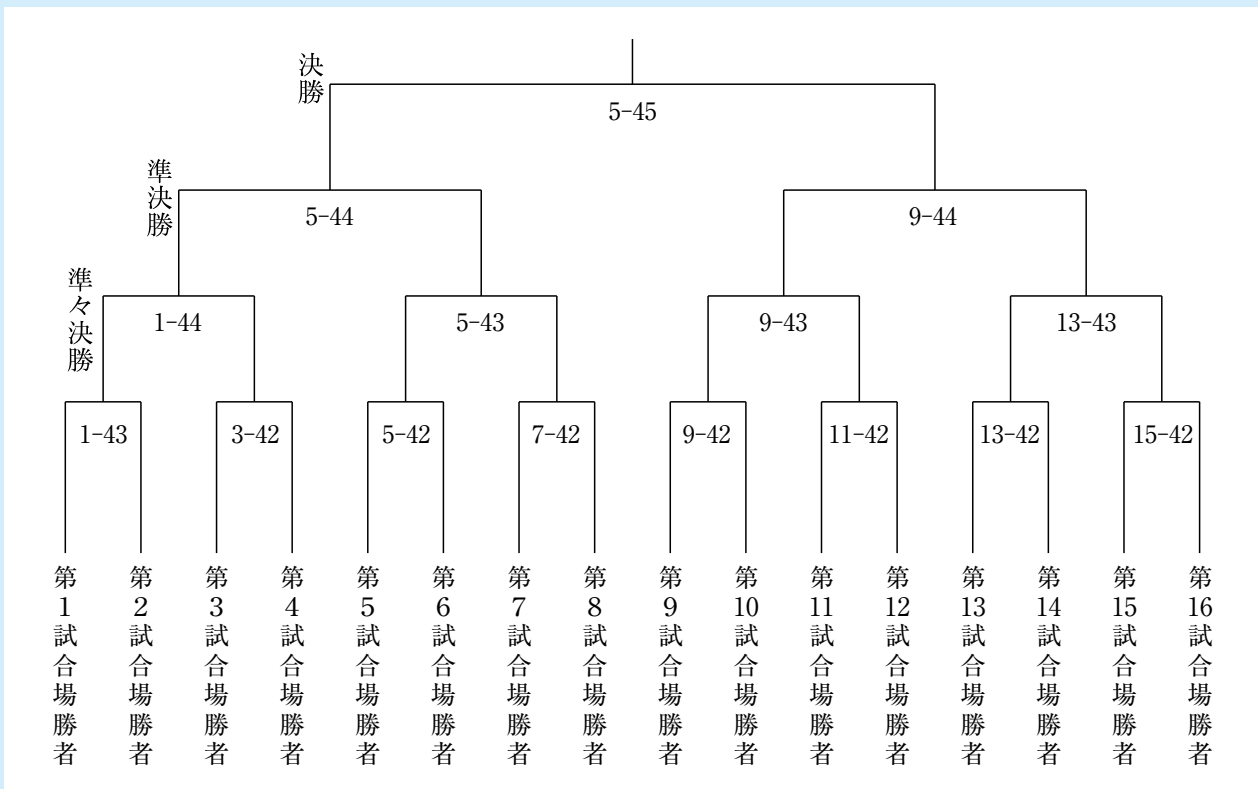 決勝
5-45
準決勝
5-44
9-44
準々決勝
1-44
5-43
9-43
13-43
1-43
3-42
5-42
7-42
9-42
11-42
13-42
15-42
第1試合場勝者
第2試合場勝者
第3試合場勝者
第4試合場勝者
第5試合場勝者
第6試合場勝者
第7試合場勝者
第8試合場勝者
第9試合場勝者
第10試合場勝者
第11試合場勝者
第12試合場勝者
第13試合場勝者
第14試合場勝者
第15試合場勝者
第16試合場勝者